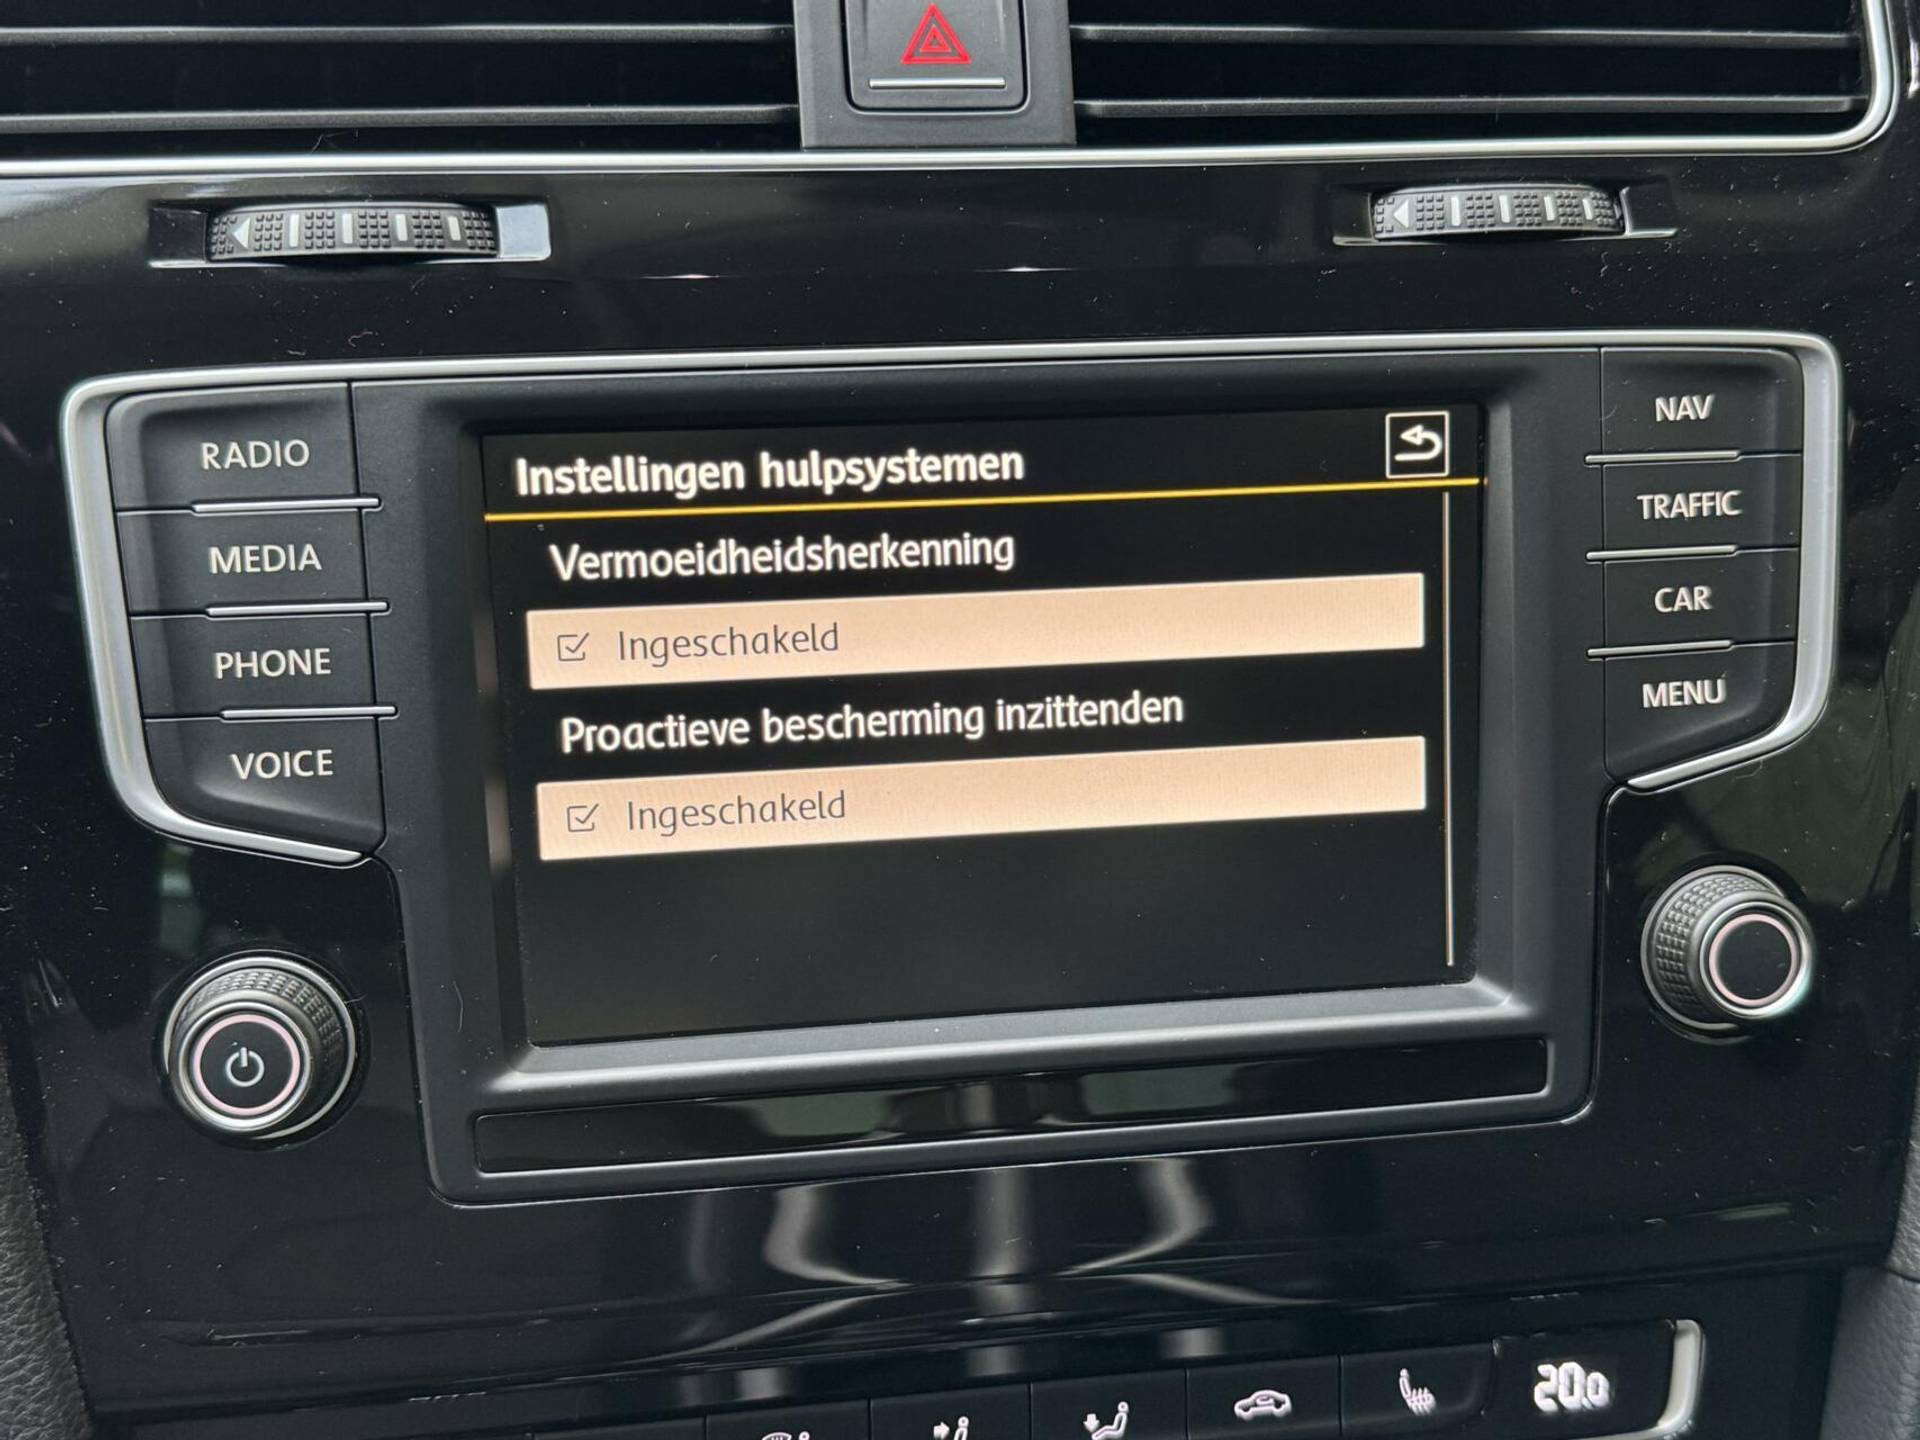 RADIO
MEDIA
PHONE
VOICE
Instellingen hulpsystemen
Vermoeidheidsherkenning
Ingeschakeld
Proactieve bescherming inzittenden
Ingeschakeld
NAV
TRAFFIC
CAR
MENU
20.0